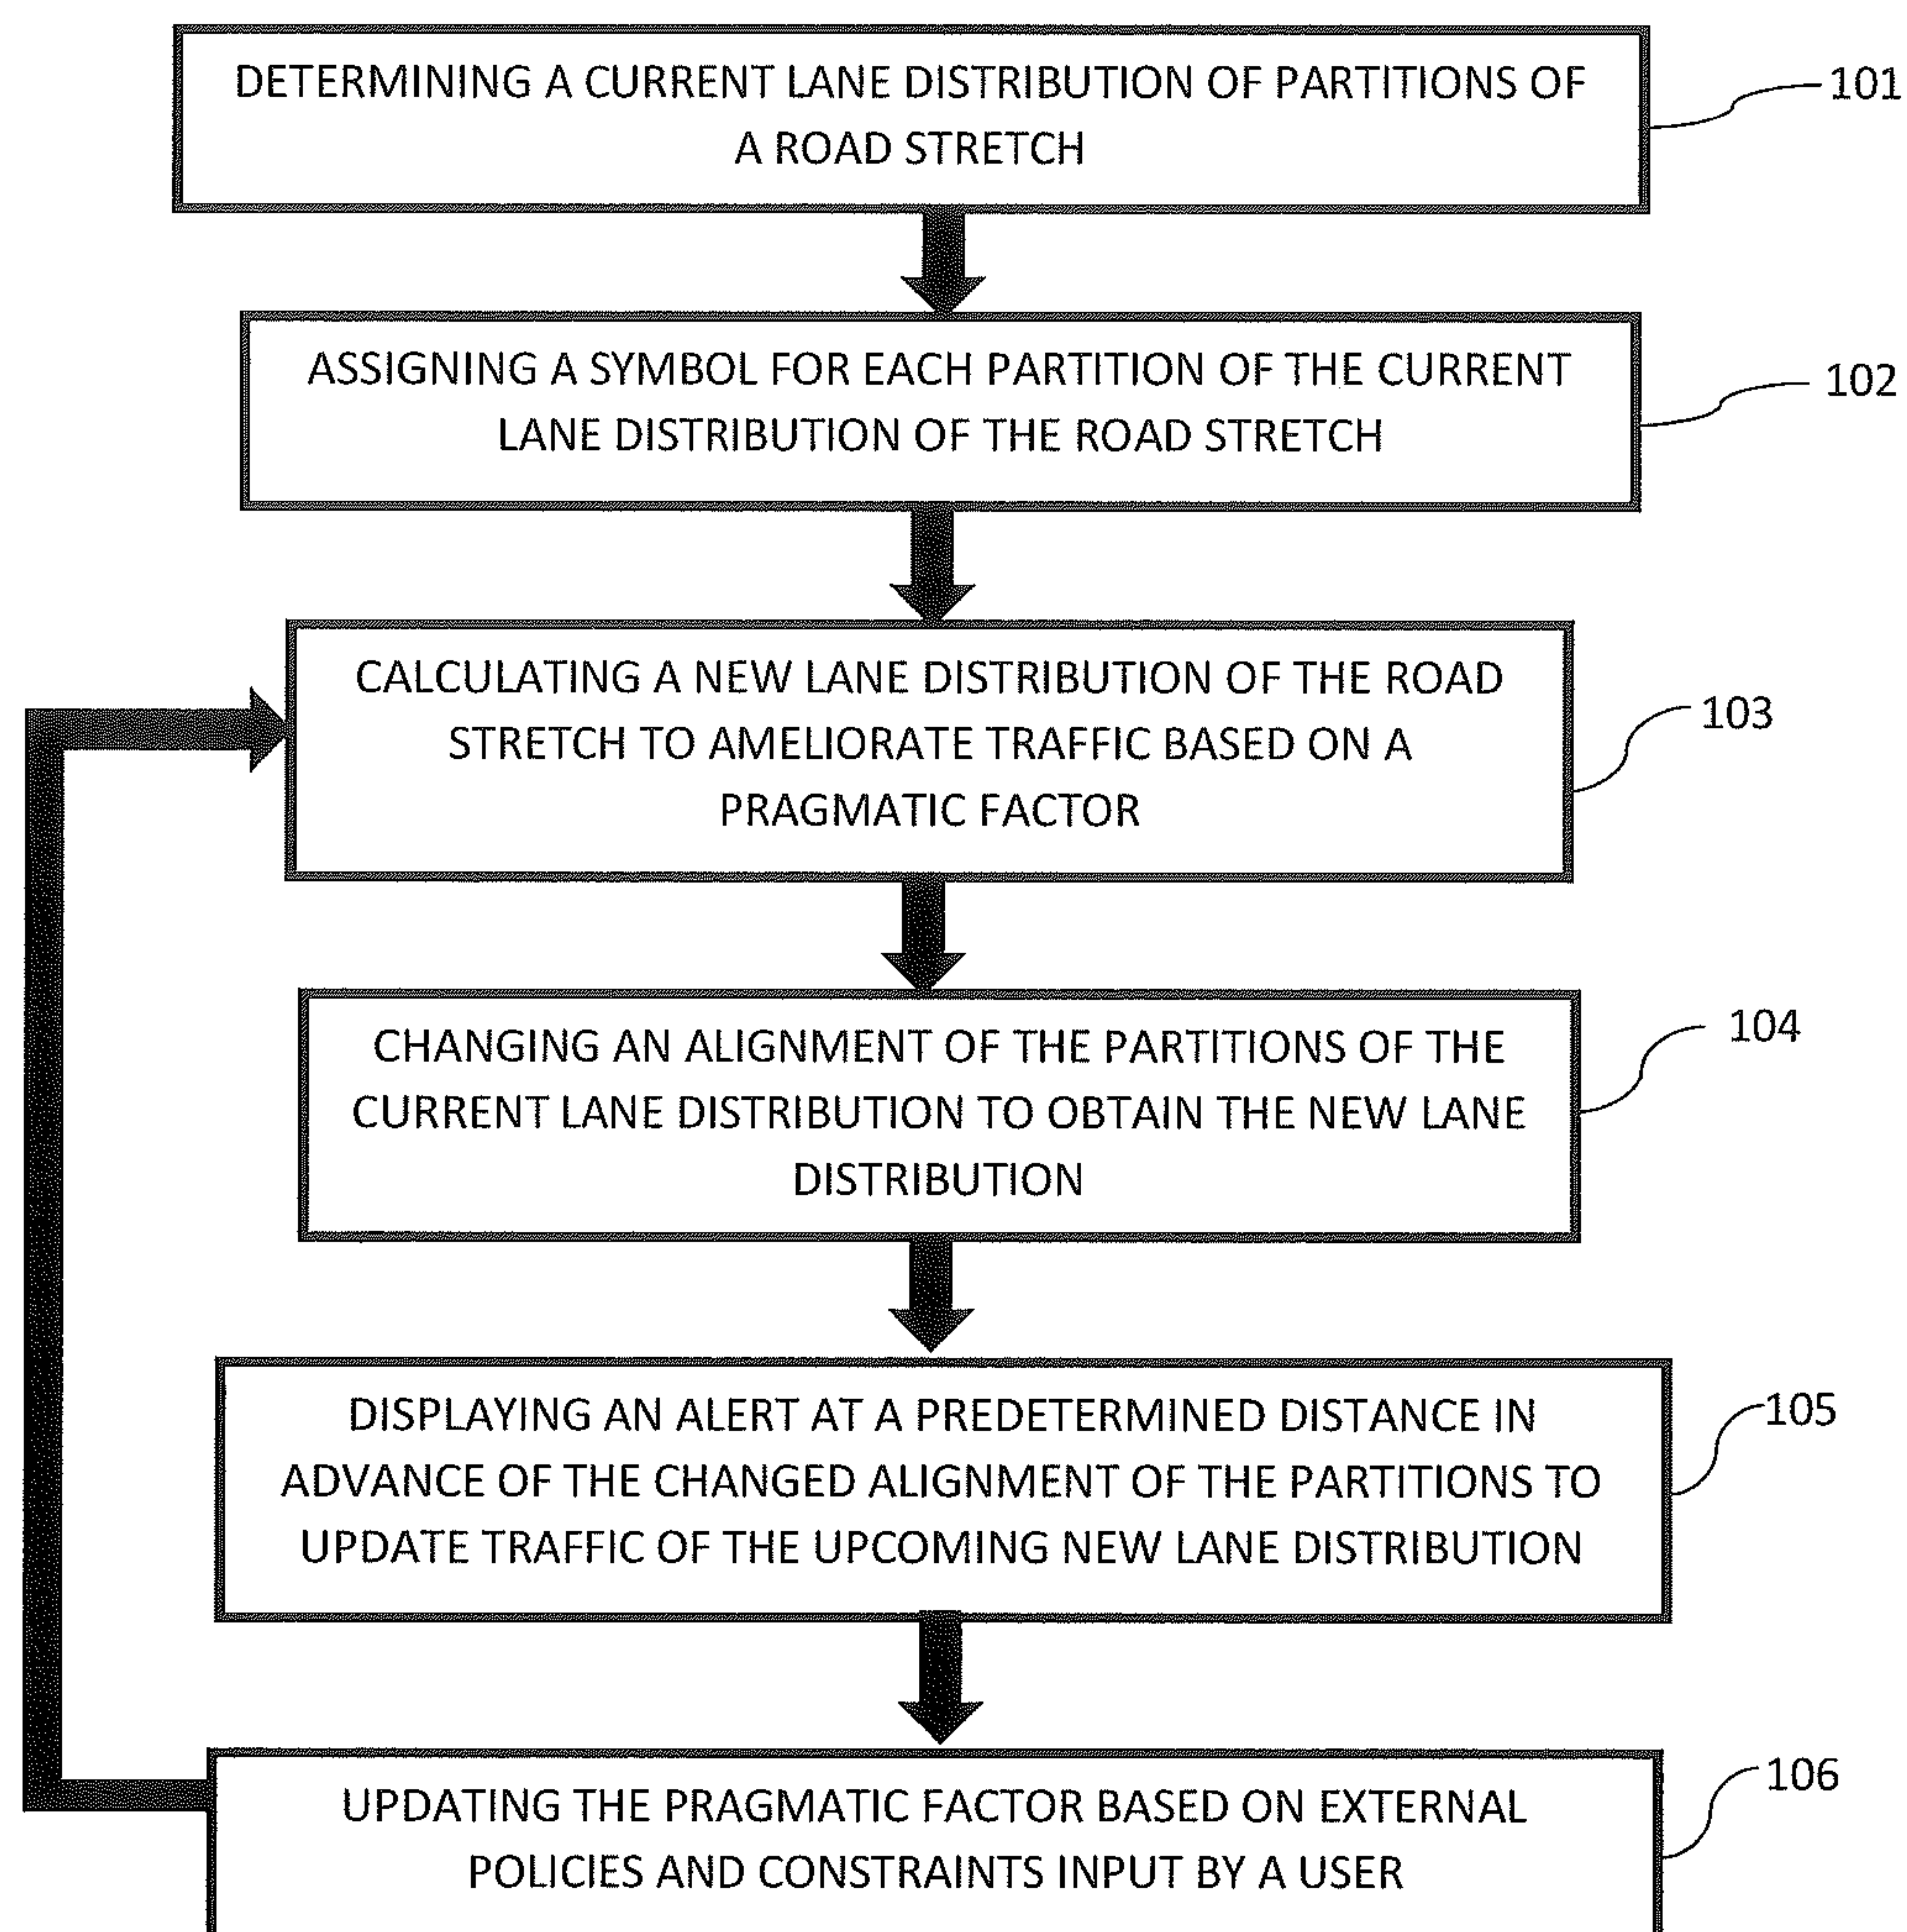 DETERMINING A CURRENT LANE DISTRIBUTION OF PARTITIONS OF
A ROAD STRETCH
101
ASSIGNING A SYMBOL FOR EACH PARTITION OF THE CURRENT
LANE DISTRIBUTION OF THE ROAD STRETCH
102
CALCULATING A NEW LANE DISTRIBUTION OF THE ROAD
STRETCH TO AMELIORATE TRAFFIC BASED ON A
PRAGMATIC FACTOR
103
CHANGING AN ALIGNMENT OF THE PARTITIONS OF THE
CURRENT LANE DISTRIBUTION TO OBTAIN THE NEW LANE
DISTRIBUTION
104
DISPLAYING AN ALERT AT A PREDETERMINED DISTANCE IN
ADVANCE OF THE CHANGED ALIGNMENT OF THE PARTITIONS TO
UPDATE TRAFFIC OF THE UPCOMING NEW LANE DISTRIBUTION
105
UPDATING THE PRAGMATIC FACTOR BASED ON EXTERNAL
POLICIES AND CONSTRAINTS INPUT BY A USER
106